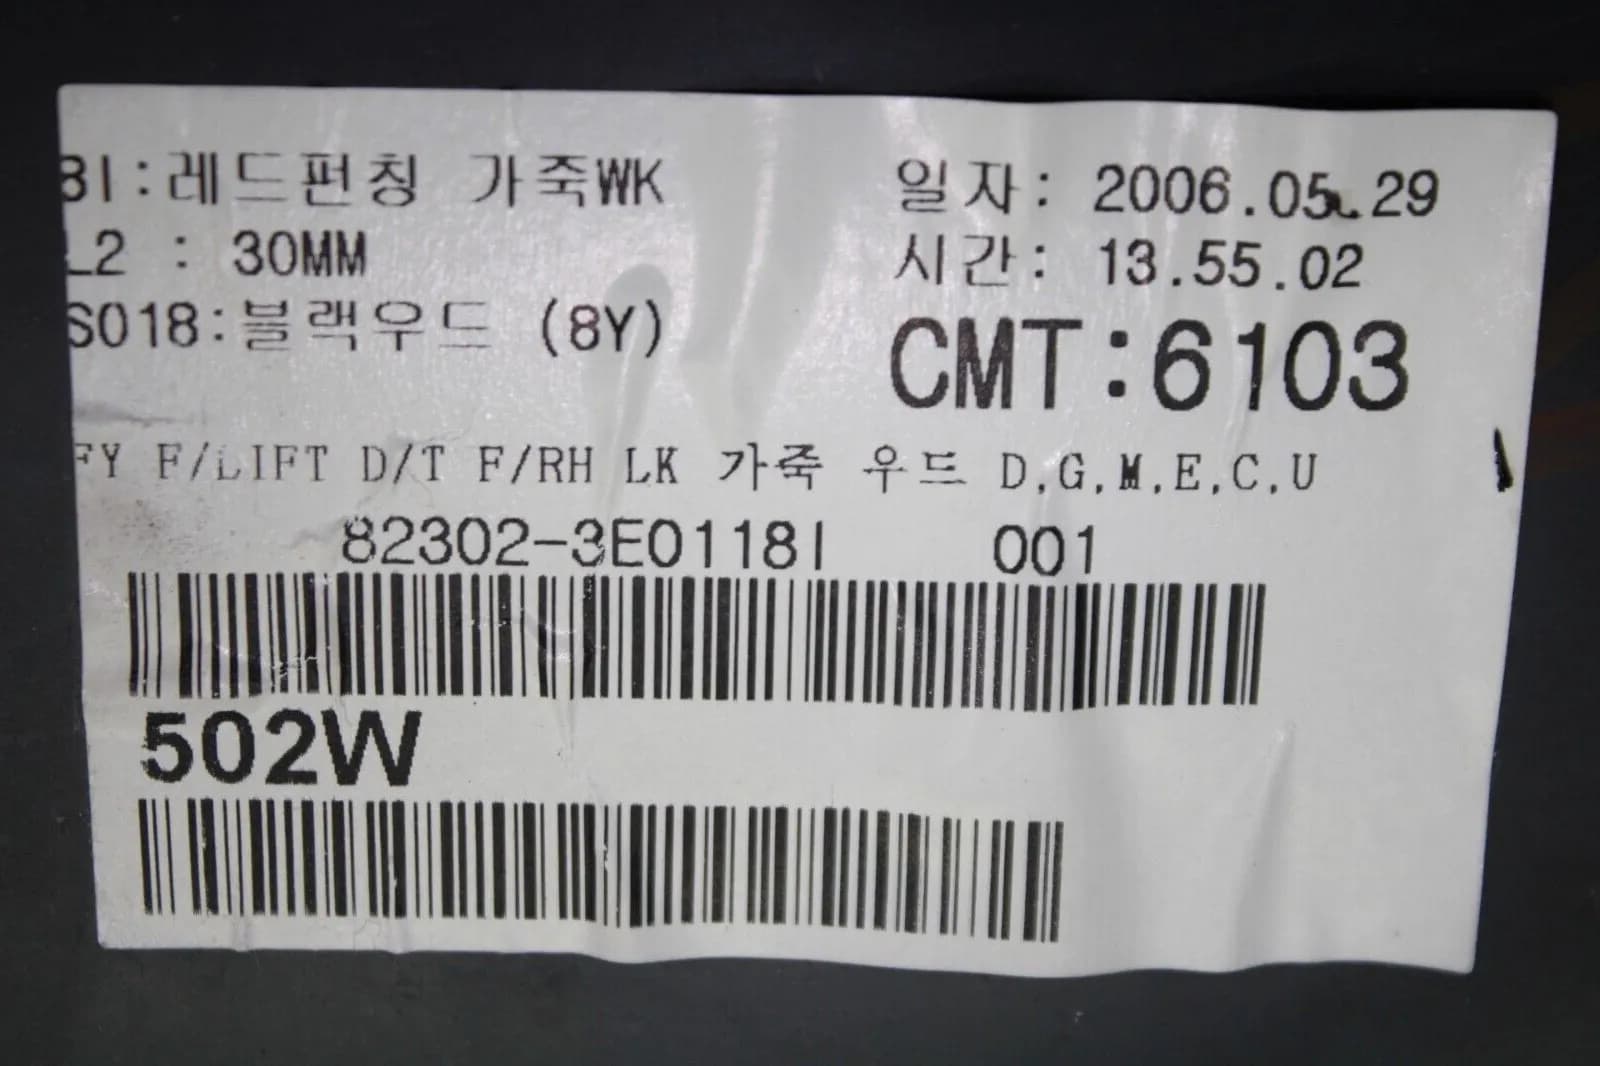 8I:레드펀칭 가죽WK
L2 : 30MM
S018:블랙우드 (8Y)
일자: 2006.05.29
시간: 13.55.02
CMT:6103
FY F/LIFT D/T F/RH LK 가죽 우드 D,G,M,E,C,U
82302-3E0118I 001
502W